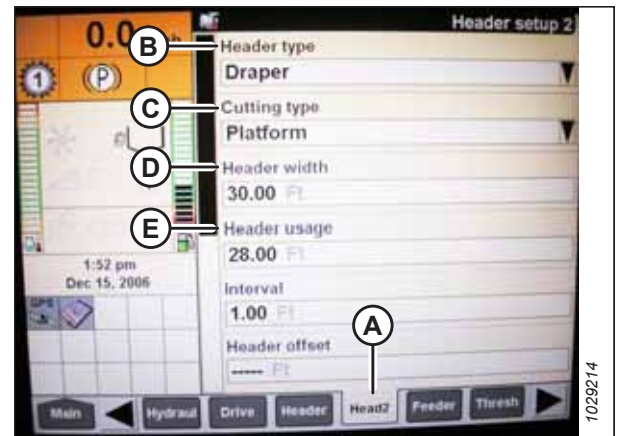 Header setup 2
0.0
B
Header type
Draper
1
(P)
C
Cutting type
Platform
D
Header width
30.00 Ft
E
Header usage
28.00 Ft
1:52 pm
Dec 15, 2006
Interval
1.00 Ft
GPS
A
Header offset
----- Ft
Main
Hydraul
Drive
Header
Head2
Feeder
Thresh
1029214